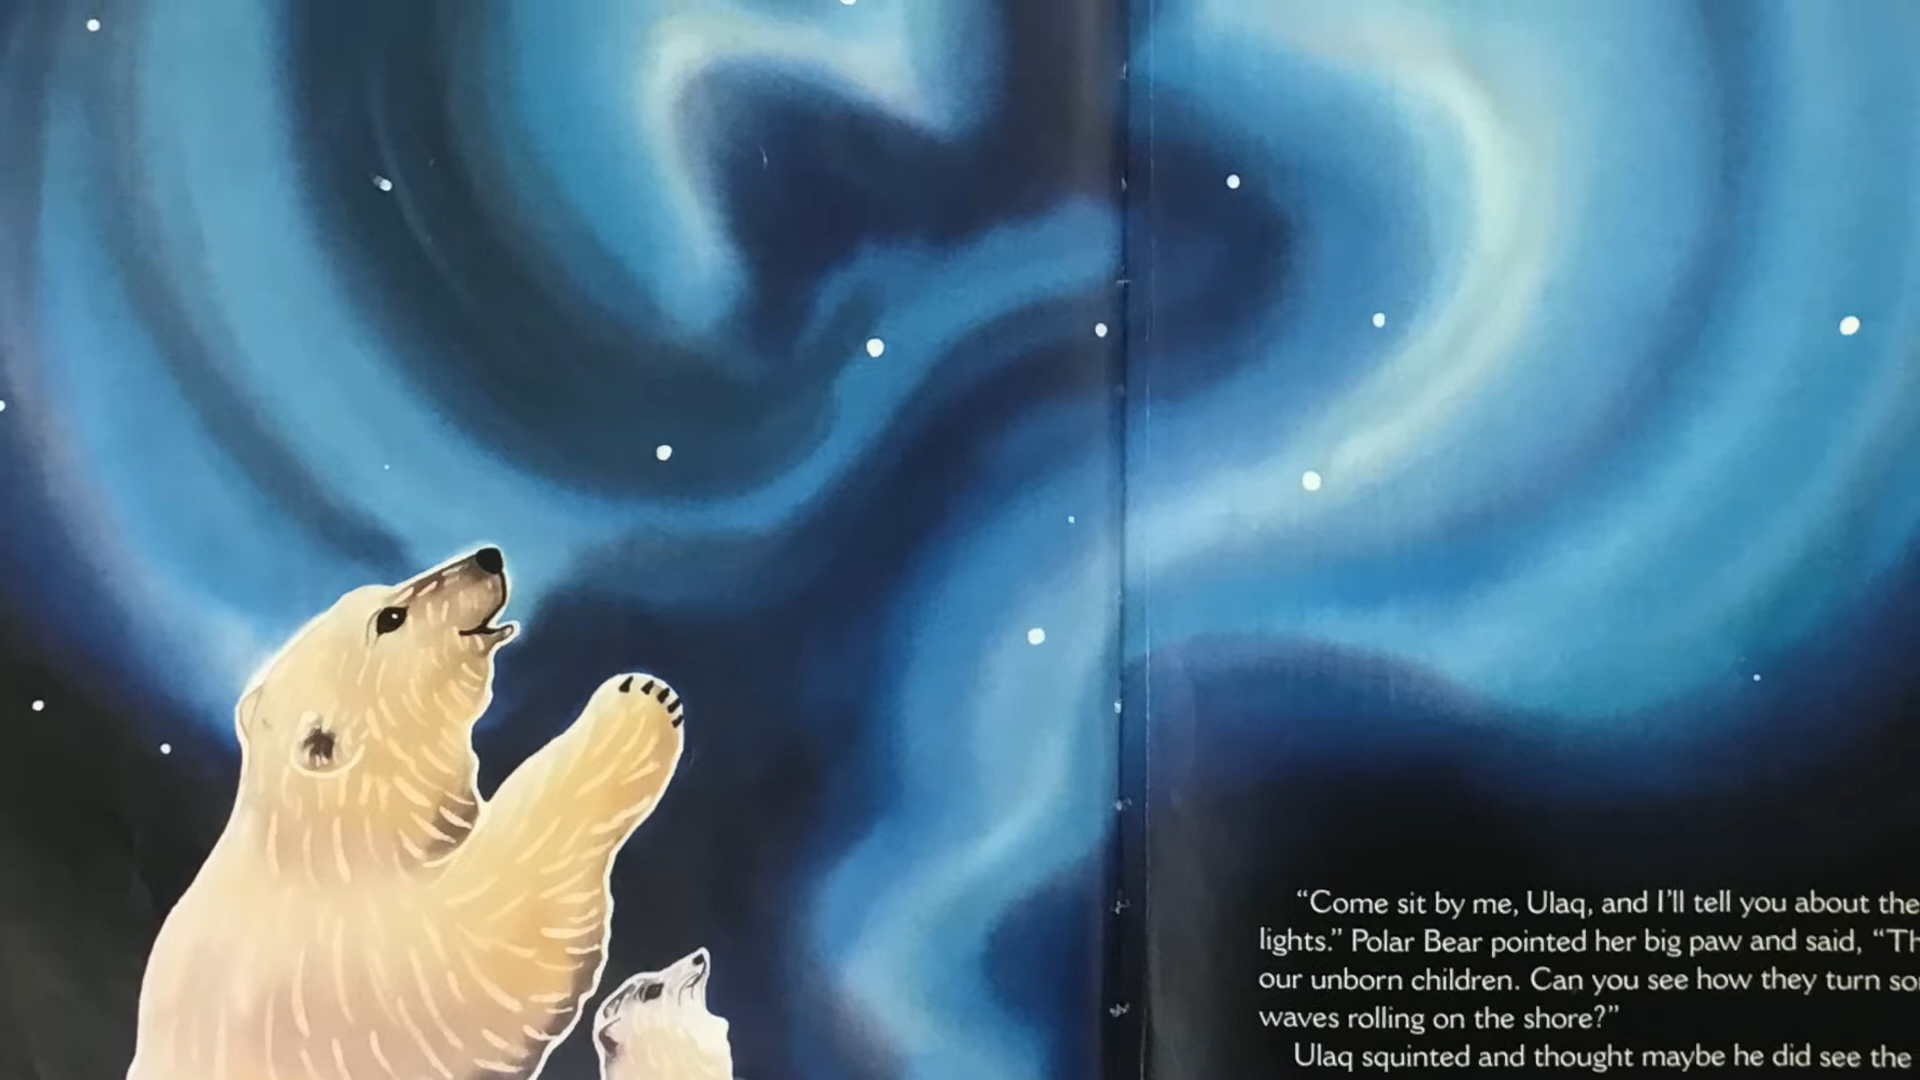 “Come sit by me, Ulaq, and I’ll tell you about the
lights.” Polar Bear pointed her big paw and said, “Th
our unborn children. Can you see how they turn so
waves rolling on the shore?”
Ulaq squinted and thought maybe he did see the